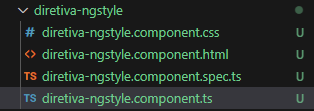 diretiva-ngstyle
# diretiva-ngstyle.component.css U
<> diretiva-ngstyle.component.html U
TS diretiva-ngstyle.component.spec.ts U
TS diretiva-ngstyle.component.ts U